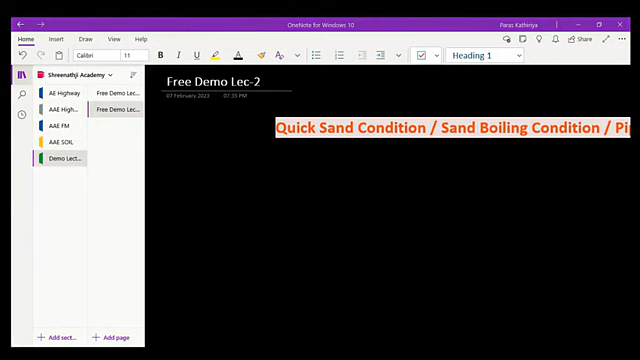 OneNote for Windows 10
Paras Kathiriya
Home Insert Draw View Help
Share
Calibri 11 B I U A Heading 1
Shreenathji Academy
AE Highway
AAE High...
AAE FM
AAE SOIL
Demo Lect...
Free Demo Lec...
Free Demo Lec...
Free Demo Lec-2
07 February 2023 07:35 PM
Quick Sand Condition / Sand Boiling Condition / Pi
+ Add sect...
+ Add page